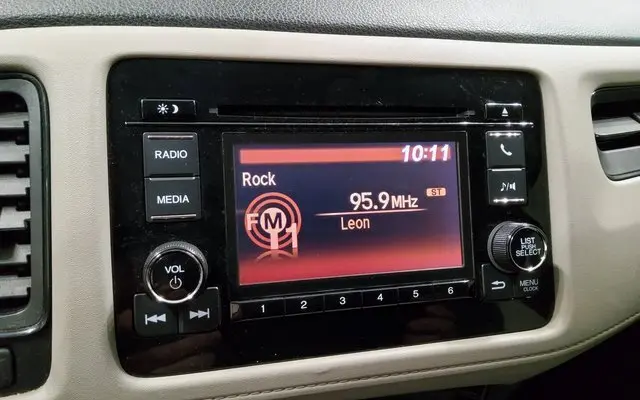 10:11
RADIO
Rock
ST
95.9MHz
MEDIA
FM
1
Leon
VOL
LIST
PUSH
SELECT
MENU
CLOCK
1 2 3 4 5 6